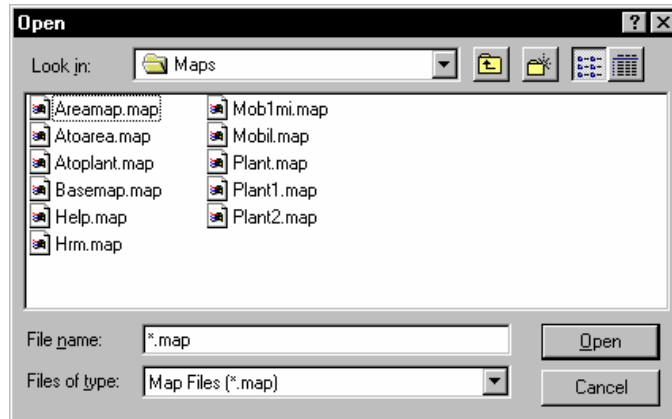 Open
Look in: Maps
Areamap.map
Atoarea.map
Atoplant.map
Basemap.map
Help.map
Hrm.map
Mob1mi.map
Mobil.map
Plant.map
Plant1.map
Plant2.map
File name: *.map
Open
Files of type: Map Files (*.map)
Cancel